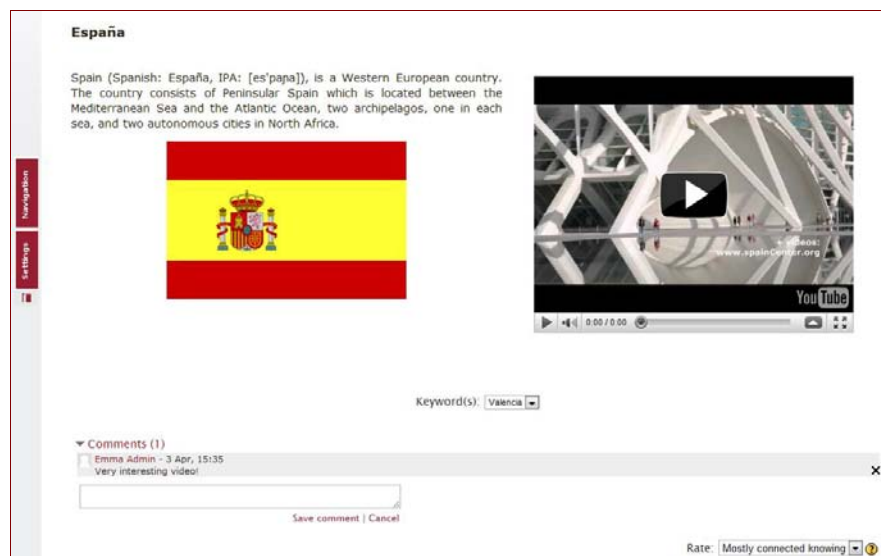 España
Spain (Spanish: España, IPA: [es'paɲa]), is a Western European country.
The country consists of Peninsular Spain which is located between the
Mediterranean Sea and the Atlantic Ocean, two archipelagos, one in each
sea, and two autonomous cities in North Africa.
+ videos:
www.spainCenter.org
YouTube
0:00 / 0:00
Navigation
Settings
Keyword(s): Valencia
Comments (1)
Emma Admin - 3 Apr, 15:35
Very interesting video!
Save comment | Cancel
Rate: Mostly connected knowing